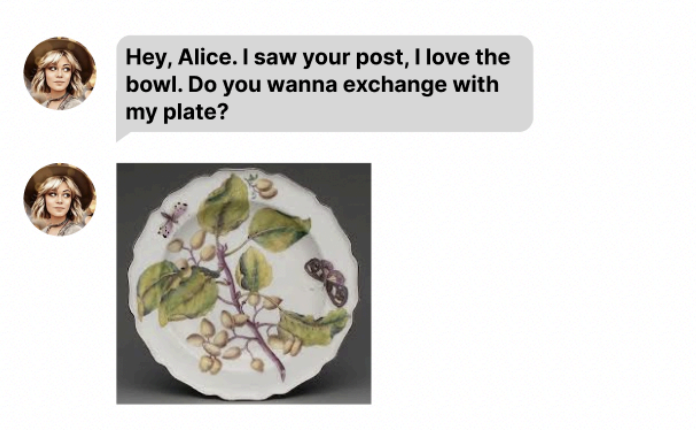 Hey, Alice. I saw your post, I love the
bowl. Do you wanna exchange with
my plate?